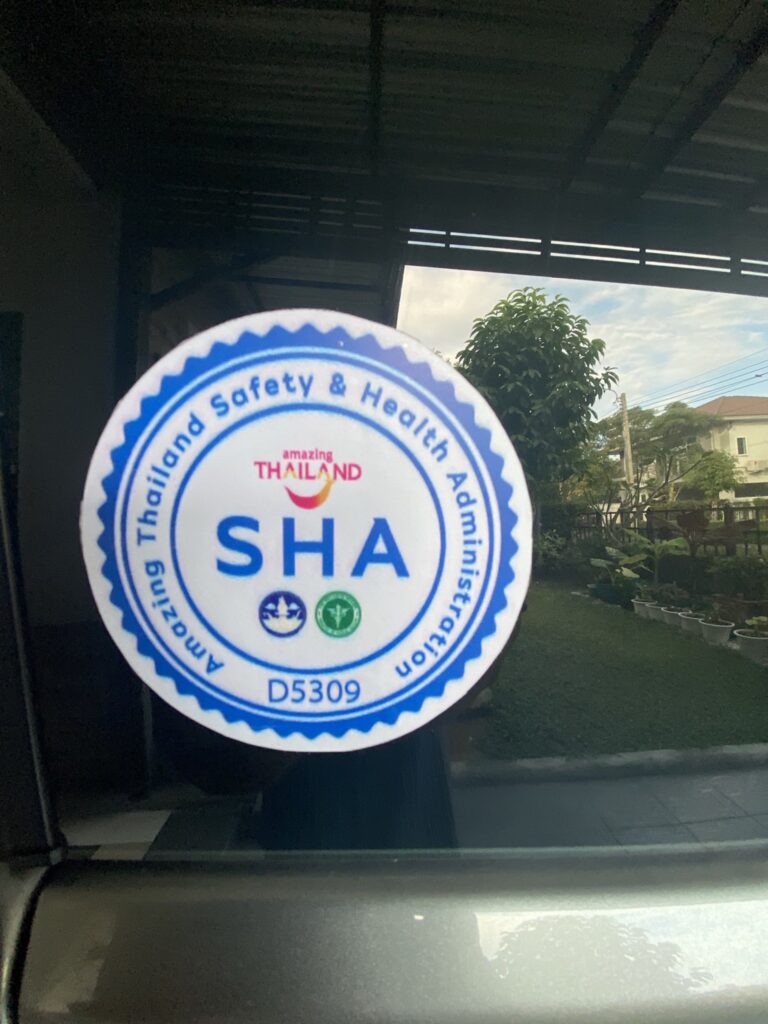 Amazing Thailand Safety & Health Administration
amazing
THAILAND
SHA
D5309